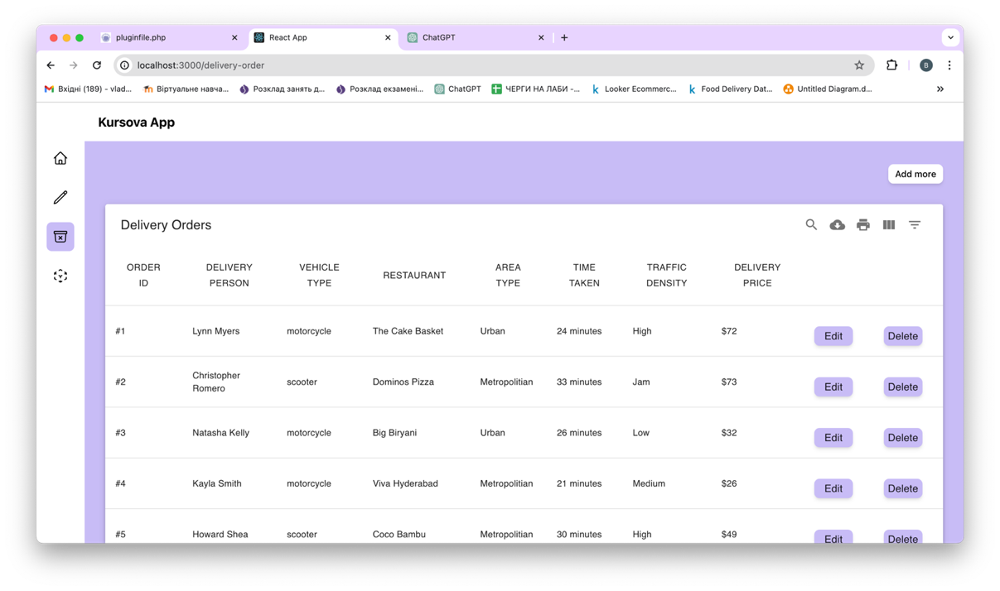 pluginfile.php
React App
ChatGPT
localhost:3000/delivery-order
B
Вхідні (189) - vlad...
Віртуальне навча...
Розклад занять д...
Розклад екзамені...
ChatGPT
ЧЕРГИ НА ЛАБИ -...
Looker Ecommerc...
Food Delivery Dat...
Untitled Diagram.d...
Kursova App
Add more
Delivery Orders
ORDER ID
DELIVERY PERSON
VEHICLE TYPE
RESTAURANT
AREA TYPE
TIME TAKEN
TRAFFIC DENSITY
DELIVERY PRICE
#1 Lynn Myers motorcycle The Cake Basket Urban 24 minutes High $72 Edit Delete
#2 Christopher Romero scooter Dominos Pizza Metropolitian 33 minutes Jam $73 Edit Delete
#3 Natasha Kelly motorcycle Big Biryani Urban 26 minutes Low $32 Edit Delete
#4 Kayla Smith motorcycle Viva Hyderabad Metropolitian 21 minutes Medium $26 Edit Delete
#5 Howard Shea scooter Coco Bambu Metropolitian 30 minutes High $49 Edit Delete